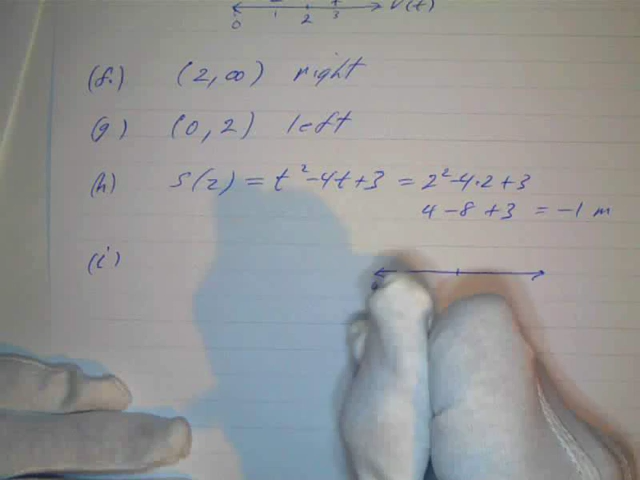 0 1 2 3 V(t)
(f.) (2,∞) right
(g) (0,2) left
(h) s(2) = t²-4t+3 = 2²-4·2+3
4-8+3 = -1 m
(i)